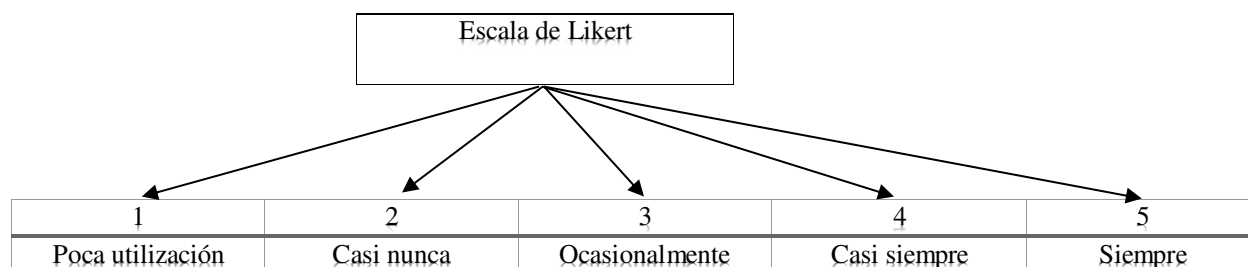 Escala de Likert
1 2 3 4 5
Poca utilización Casi nunca Ocasionalmente Casi siempre Siempre